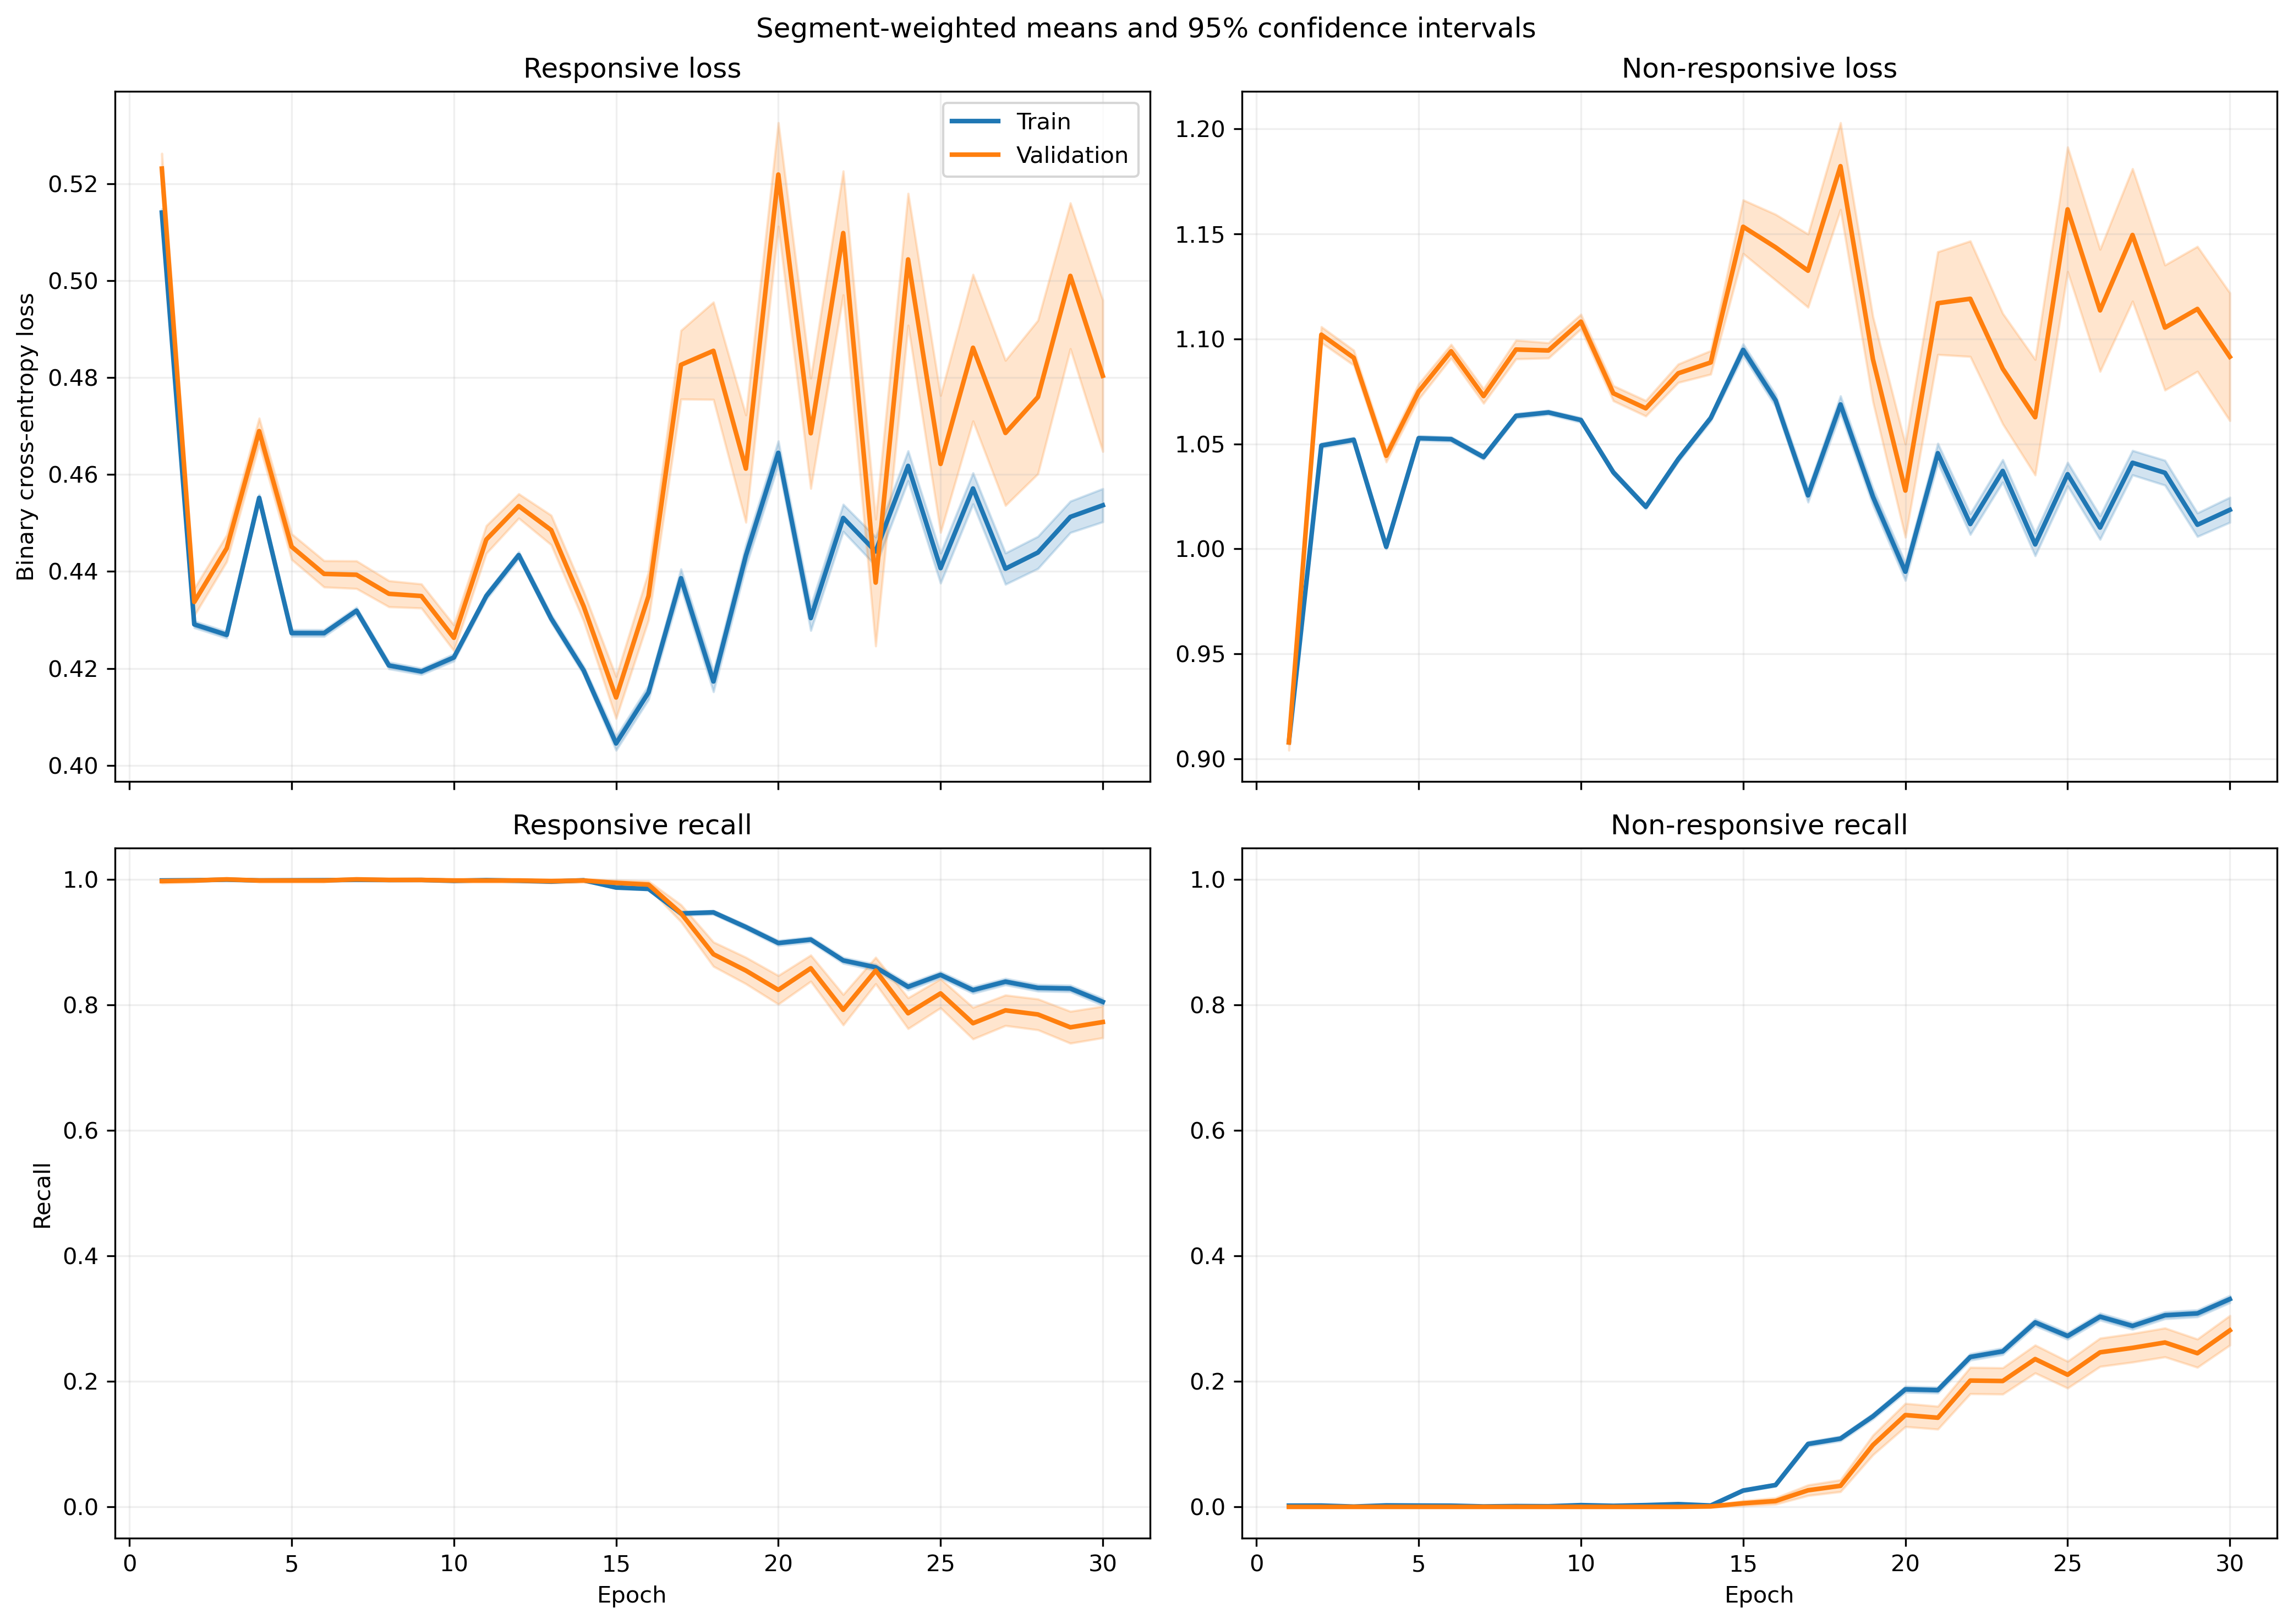 Segment-weighted means and 95% confidence intervals
Responsive loss
Non-responsive loss
Binary cross-entropy loss
0.52
0.50
0.48
0.46
0.44
0.42
0.40
Train
Validation
1.20
1.15
1.10
1.05
1.00
0.95
0.90
Responsive recall
Non-responsive recall
Recall
1.0
0.8
0.6
0.4
0.2
0.0
0 5 10 15 20 25 30
Epoch
1.0
0.8
0.6
0.4
0.2
0.0
0 5 10 15 20 25 30
Epoch